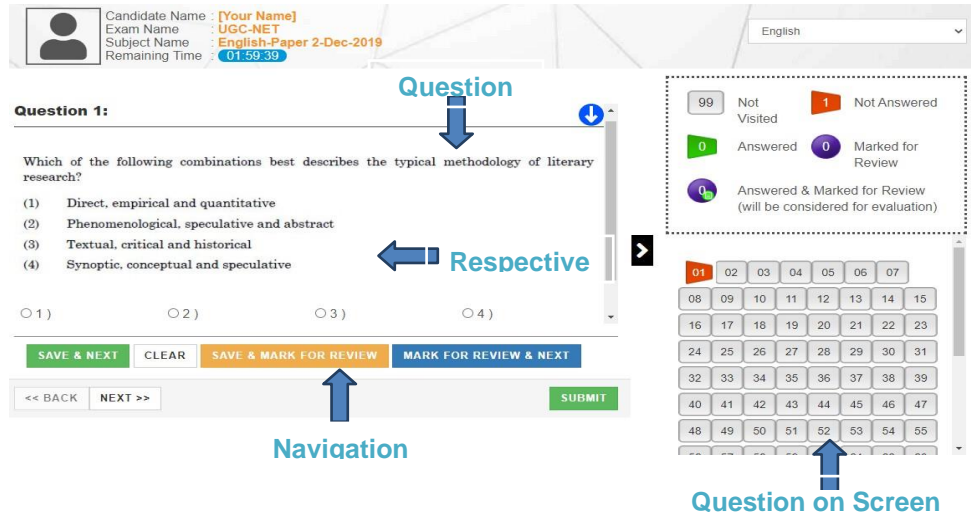 Candidate Name : [Your Name]
Exam Name : UGC-NET
Subject Name : English-Paper 2-Dec-2019
Remaining Time : 01:59:39
English
Question
Question 1:
Which of the following combinations best describes the typical methodology of literary
research?
(1) Direct, empirical and quantitative
(2) Phenomenological, speculative and abstract
(3) Textual, critical and historical
(4) Synoptic, conceptual and speculative
Respective
1 ) 2 ) 3 ) 4 )
SAVE & NEXT CLEAR SAVE & MARK FOR REVIEW MARK FOR REVIEW & NEXT
<< BACK NEXT >> SUBMIT
Navigation
99 Not
Visited
1 Not Answered
0 Answered
0 Marked for
Review
0 Answered & Marked for Review
(will be considered for evaluation)
>
01 02 03 04 05 06 07
08 09 10 11 12 13 14 15
16 17 18 19 20 21 22 23
24 25 26 27 28 29 30 31
32 33 34 35 36 37 38 39
40 41 42 43 44 45 46 47
48 49 50 51 52 53 54 55
Question on Screen